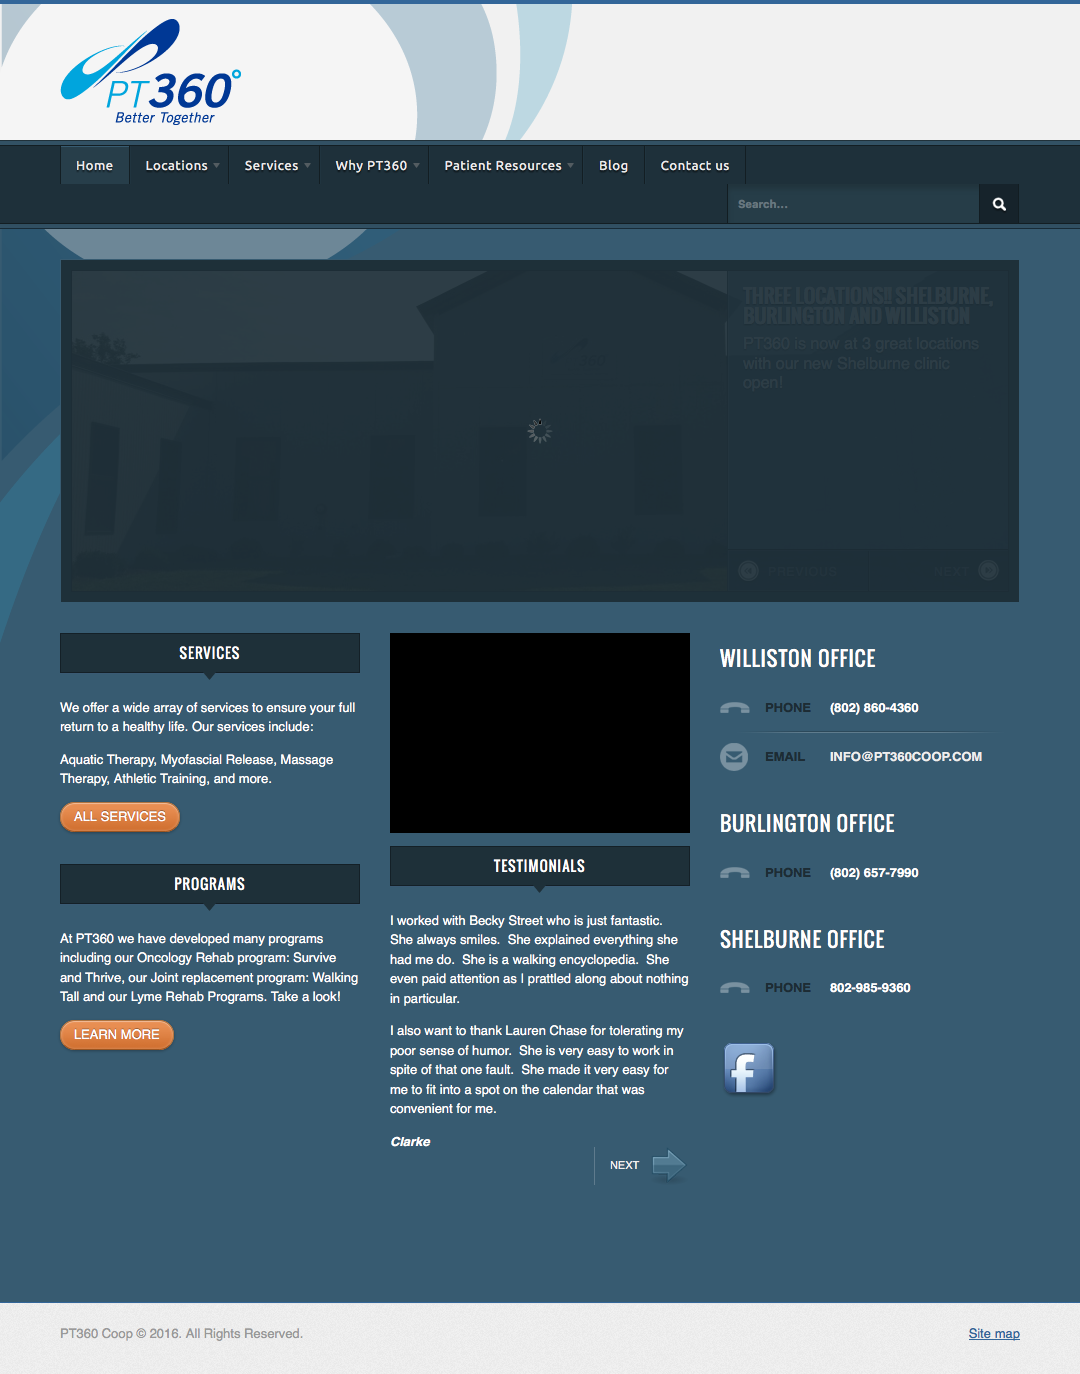 PT360°
Better Together
Home
Locations
Services
Why PT360
Patient Resources
Blog
Contact us
Search...
THREE LOCATIONS!! SHELBURNE,
BURLINGTON AND WILLISTON
PT360 is now at 3 great locations
with our new Shelburne clinic
open!
PREVIOUS
NEXT
SERVICES
We offer a wide array of services to ensure your full
return to a healthy life. Our services include:
Aquatic Therapy, Myofascial Release, Massage
Therapy, Athletic Training, and more.
ALL SERVICES
PROGRAMS
At PT360 we have developed many programs
including our Oncology Rehab program: Survive
and Thrive, our Joint replacement program: Walking
Tall and our Lyme Rehab Programs. Take a look!
LEARN MORE
TESTIMONIALS
I worked with Becky Street who is just fantastic.
She always smiles.  She explained everything she
had me do.  She is a walking encyclopedia.  She
even paid attention as I prattled along about nothing
in particular.
I also want to thank Lauren Chase for tolerating my
poor sense of humor.  She is very easy to work in
spite of that one fault.  She made it very easy for
me to fit into a spot on the calendar that was
convenient for me.
Clarke
NEXT
WILLISTON OFFICE
PHONE (802) 860-4360
EMAIL INFO@PT360COOP.COM
BURLINGTON OFFICE
PHONE (802) 657-7990
SHELBURNE OFFICE
PHONE 802-985-9360
f
PT360 Coop © 2016. All Rights Reserved.
Site map